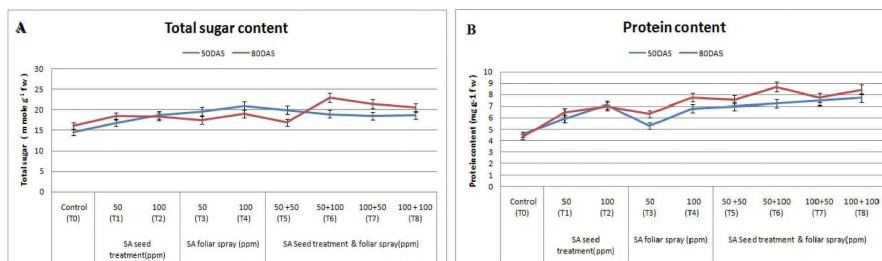 A
Total sugar content
50DAS 80DAS
Total sugar ( mmole g-1 fw)
30
25
20
15
10
5
0
Control (T0)
50 (T1)
100 (T2)
50 (T3)
100 (T4)
50 +50 (T5)
50+100 (T6)
100+50 (T7)
100 + 100 (T8)
SA seed
treatment(ppm)
SA foliar spray (ppm)
SA Seed treatment & foliar spray(ppm)
B
Protein content
50DAS 80DAS
Protein content (mg g-1 fw)
10
9
8
7
6
5
4
3
2
1
0
Control (T0)
50 (T1)
100 (T2)
50 (T3)
100 (T4)
50 +50 (T5)
50+100 (T6)
100+50 (T7)
100 + 100 (T8)
SA seed
treatment(ppm)
SA foliar spray (ppm)
SA Seed treatment & foliar spray(ppm)